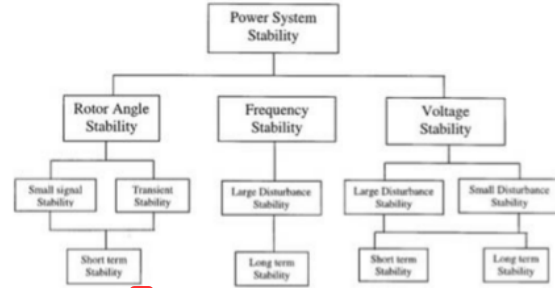 Power System
Stability
Rotor Angle
Stability
Frequency
Stability
Voltage
Stability
Small signal
Stability
Transient
Stability
Large Disturbance
Stability
Large Disturbance
Stability
Small Disturbance
Stability
Short term
Stability
Long term
Stability
Short term
Stability
Long term
Stability